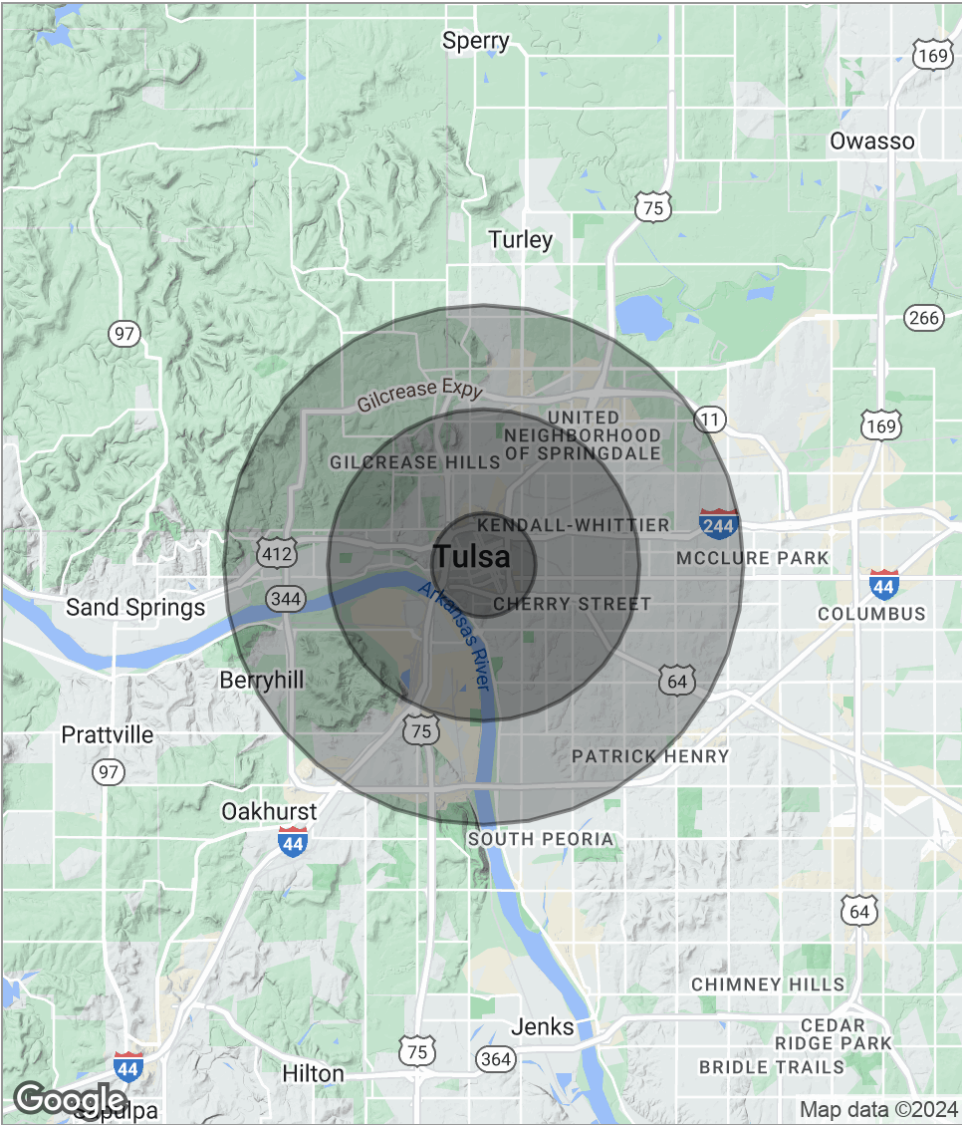 Sperry
169
Owasso
75
Turley
97
266
Gilcrease Expy
11
UNITED
NEIGHBORHOOD
OF SPRINGDALE
169
GILCREASE HILLS
KENDALL-WHITTIER
244
412
Tulsa
MCCLURE PARK
44
344
Sand Springs
Arkansas River
CHERRY STREET
COLUMBUS
Berryhill
64
75
Prattville
PATRICK HENRY
97
Oakhurst
44
SOUTH PEORIA
64
CHIMNEY HILLS
Jenks
CEDAR
RIDGE PARK
75
364
BRIDLE TRAILS
44
Hilton
Google
Sapulpa
Map data ©2024